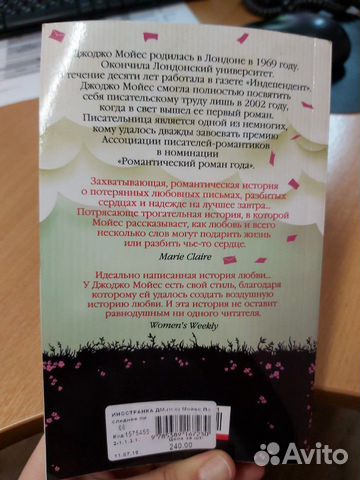 Джоджо Мойес родилась в Лондоне в 1969 году.
Окончила Лондонский университет.
В течение десяти лет работала в газете «Индепендент».
Джоджо Мойес смогла полностью посвятить
себя писательскому труду лишь в 2002 году,
когда в свет вышел ее первый роман.
Писательница является одной из немногих,
кому удалось дважды завоевать премию
Ассоциации писателей-романтиков
в номинации
«Романтический роман года».
Захватывающая, романтическая история
о потерянных любовных письмах, разбитых
сердцах и надежде на лучшее завтра..
Потрясающе трогательная история, в которой
Мойес рассказывает, как любовь и всего
несколько слов могут подарить жизнь
или разбить чье-то сердце.
Marie Claire
Идеально написанная история любви..
У Джоджо Мойес есть свой стиль, благодаря
которому ей удалось создать воздушную
историю любви. И эта история не оставит
равнодушным ни одного читателя.
Women's Weekly
ИНОСТРАНКА Мойес
240.00
Avito